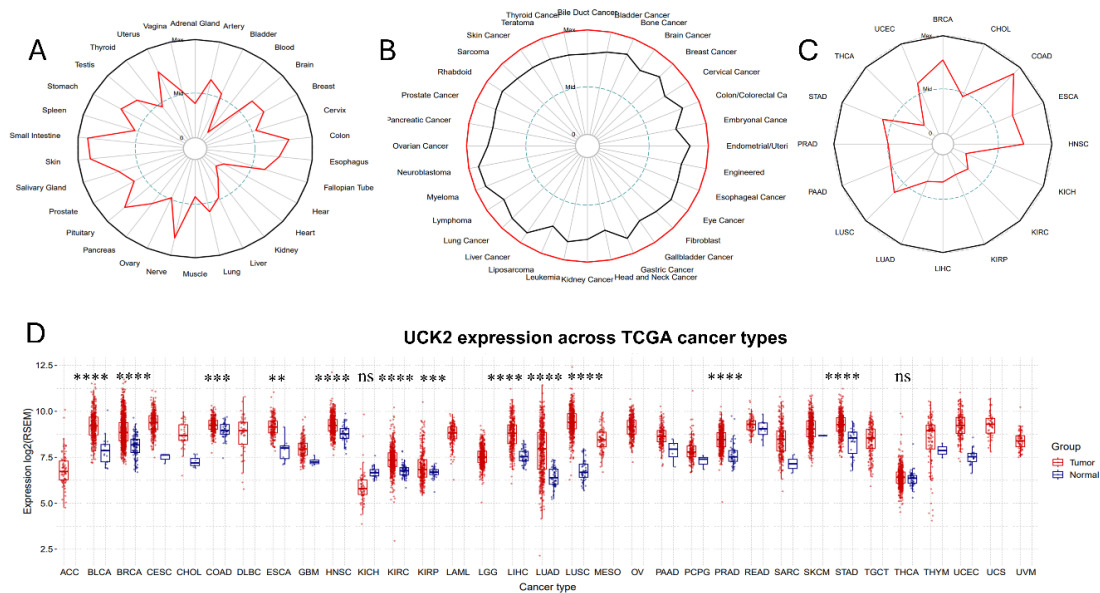 A
Adrenal Gland
Artery
Bladder
Blood
Brain
Breast
Cervix
Colon
Esophagus
Fallopian Tube
Hear
Heart
Kidney
Liver
Lung
Muscle
Nerve
Ovary
Pancreas
Pituitary
Prostate
Salivary Gland
Skin
Small Intestine
Spleen
Stomach
Testis
Thyroid
Uterus
Vagina
Max
Mid
0
B
Bile Duct Cancer
Bladder Cancer
Bone Cancer
Brain Cancer
Breast Cancer
Cervical Cancer
Colon/Colorectal Ca
Embryonal Cance
Endometrial/Uteri
Engineered
Esophageal Cancer
Eye Cancer
Fibroblast
Gallbladder Cancer
Gastric Cancer
Head and Neck Cancer
Kidney Cancer
Leukemia
Liposarcoma
Liver Cancer
Lung Cancer
Lymphoma
Myeloma
Neuroblastoma
Ovarian Cancer
Pancreatic Cancer
Prostate Cancer
Rhabdoid
Sarcoma
Skin Cancer
Teratoma
Thyroid Cancer
Max
Mid
0
C
BRCA
CHOL
COAD
ESCA
HNSC
KICH
KIRC
KIRP
LIHC
LUAD
LUSC
PAAD
PRAD
STAD
THCA
UCEC
Max
Mid
0
D
UCK2 expression across TCGA cancer types
Expression log2(RSEM)
12.5
10.0
7.5
5.0
2.5
**** **** *** ** **** ns **** *** **** **** **** **** **** ns
ACC BLCA BRCA CESC CHOL COAD DLBC ESCA GBM HNSC KICH KIRC KIRP LAML LGG LIHC LUAD LUSC MESO OV PAAD PCPG PRAD READ SARC SKCM STAD TGCT THCA THYM UCEC UCS UVM
Cancer type
Group
Tumor
Normal